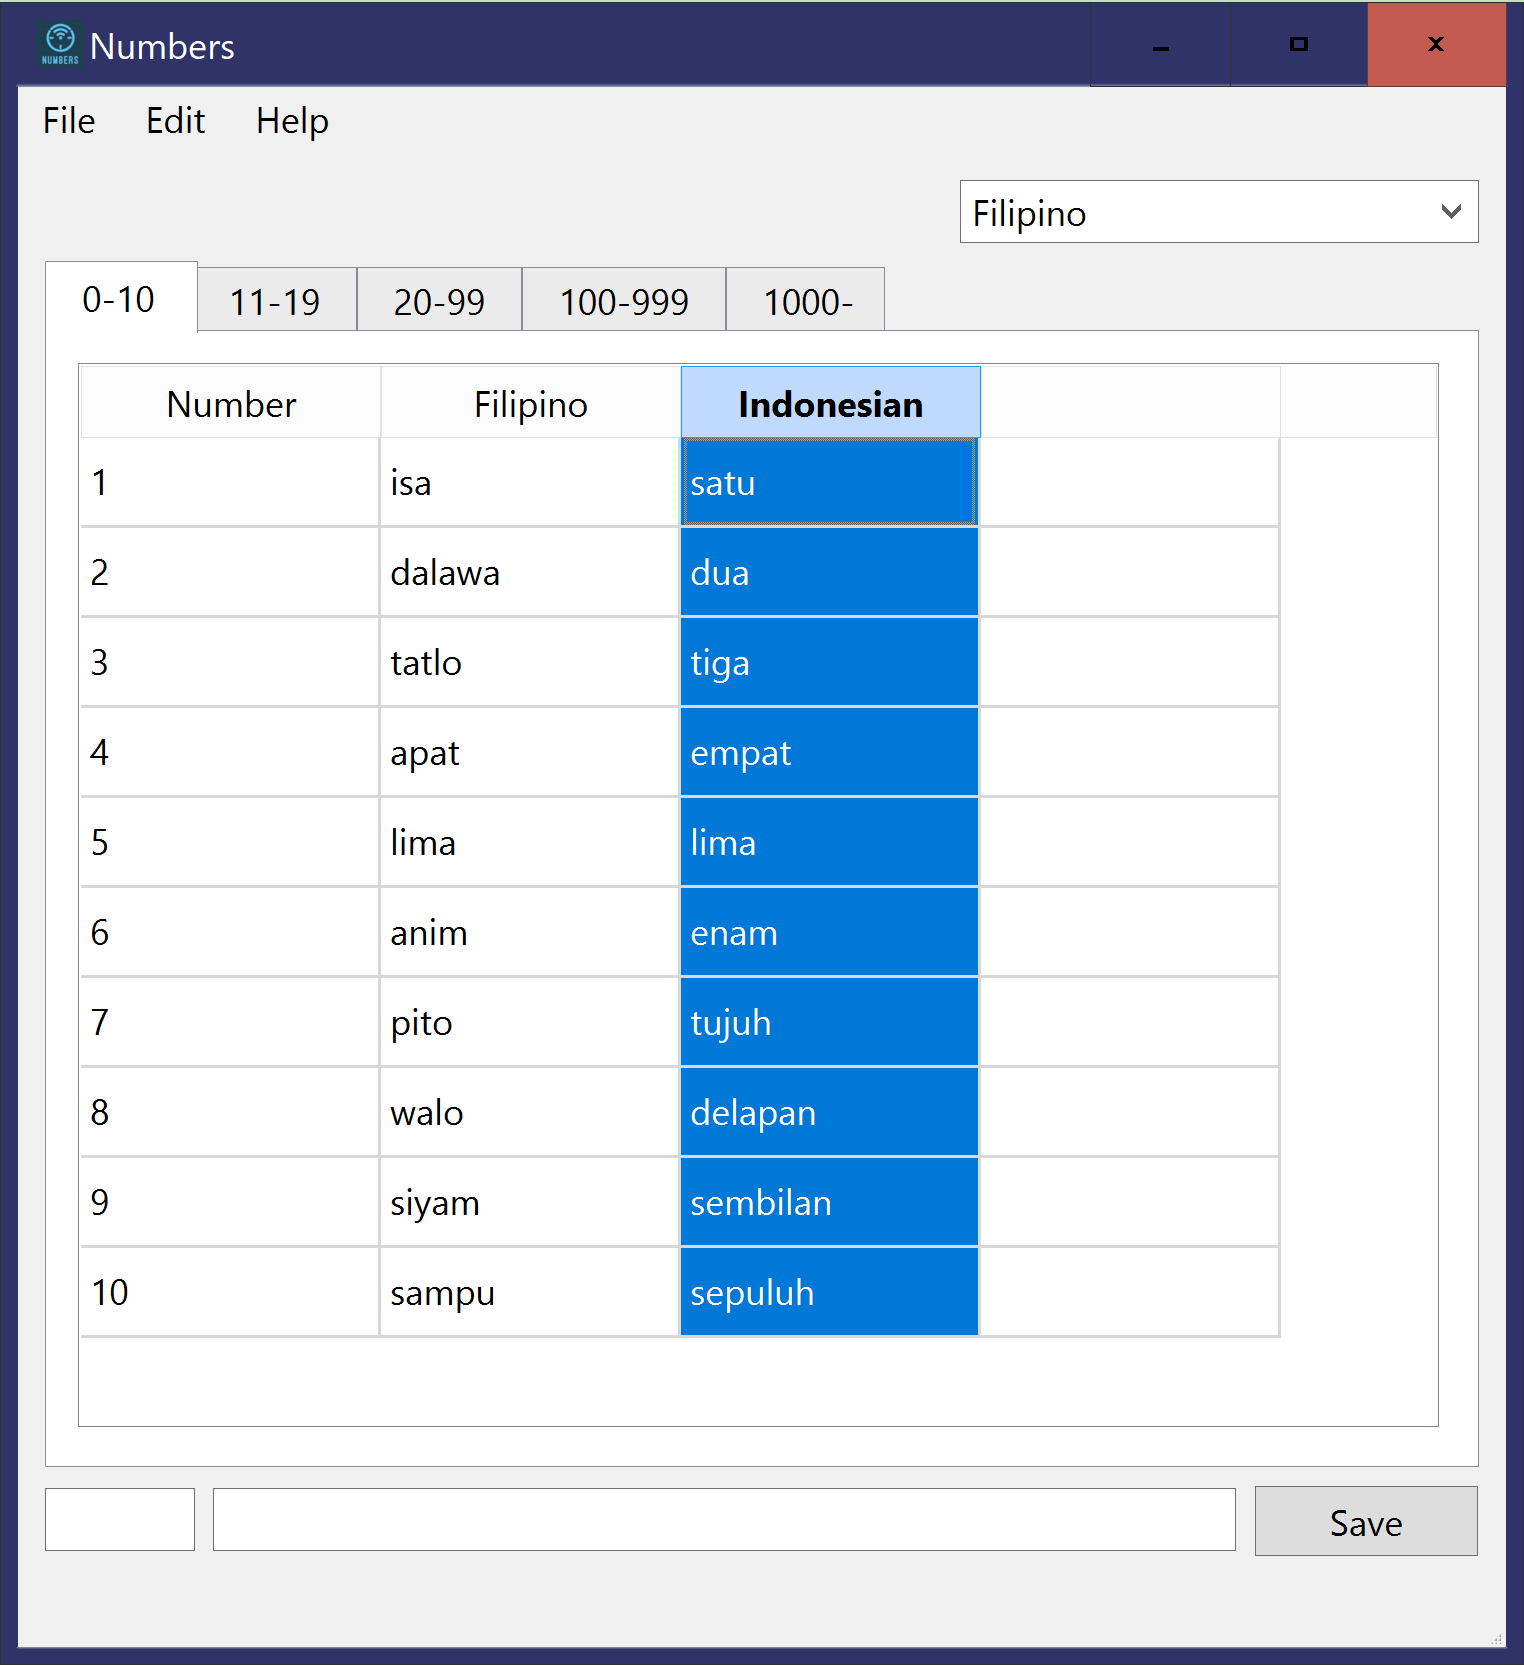 NUMBERS
Numbers
File Edit Help
Filipino
0-10 11-19 20-99 100-999 1000-
Number Filipino Indonesian
1 isa satu
2 dalawa dua
3 tatlo tiga
4 apat empat
5 lima lima
6 anim enam
7 pito tujuh
8 walo delapan
9 siyam sembilan
10 sampu sepuluh
Save